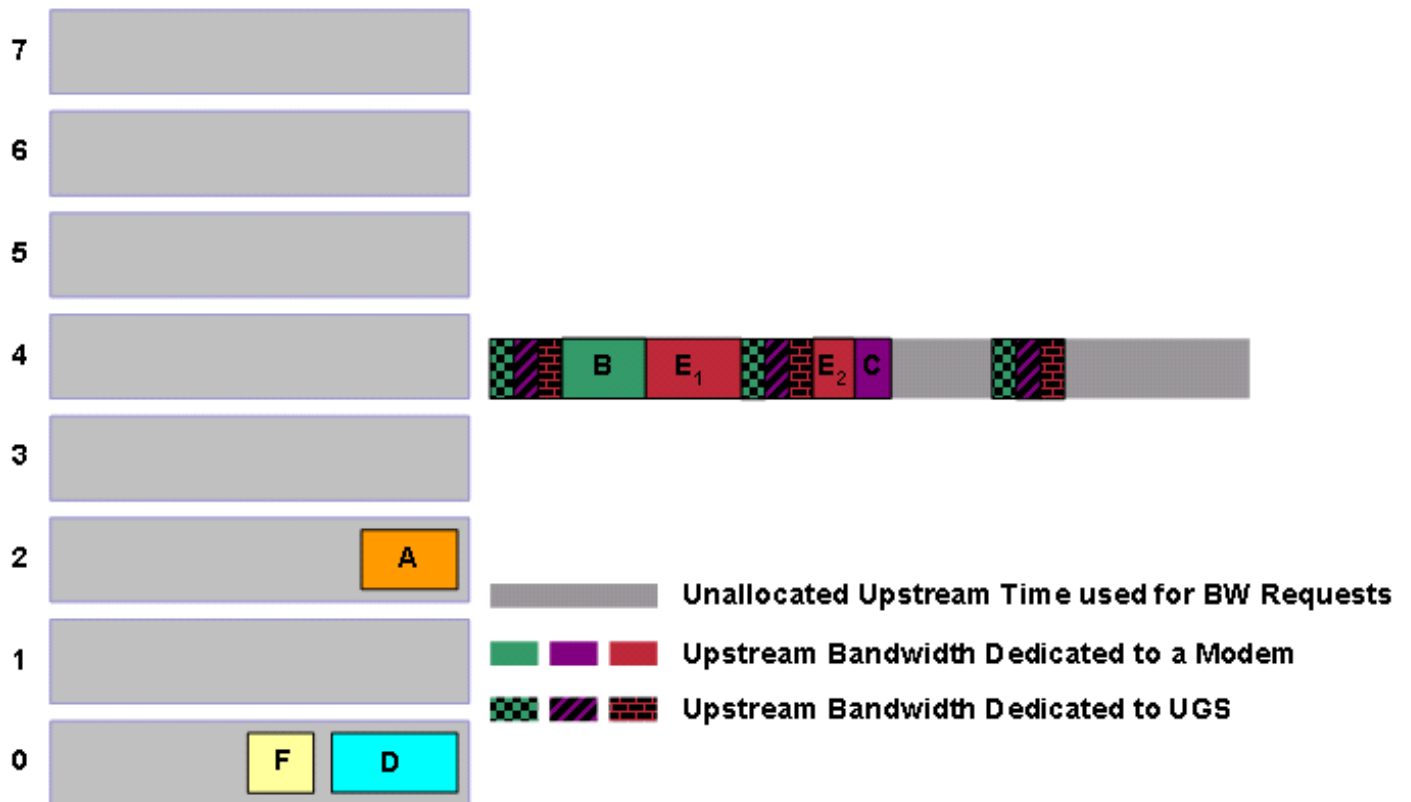 7
6
5
4
B E1 E2 C
3
2
A
Unallocated Upstream Time used for BW Requests
1
Upstream Bandwidth Dedicated to a Modem
Upstream Bandwidth Dedicated to UGS
0
F D